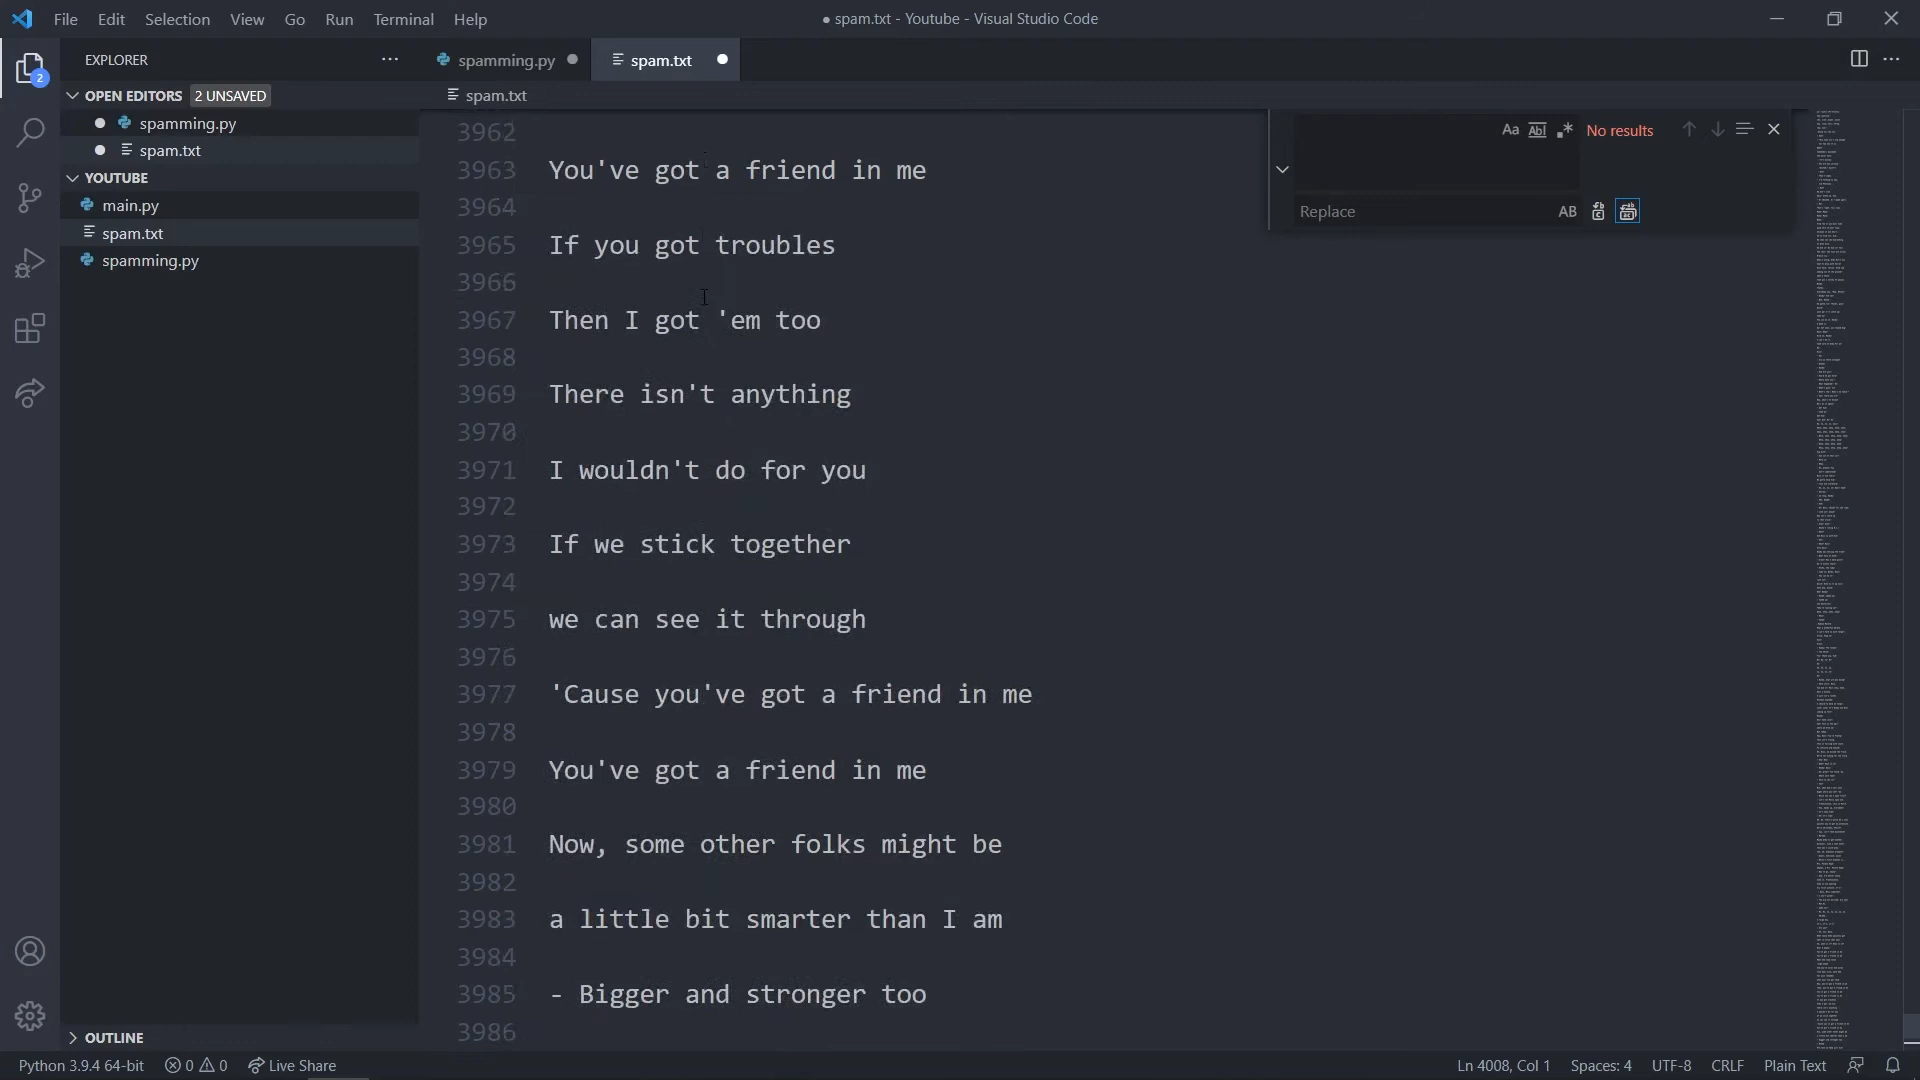 File Edit Selection View Go Run Terminal Help
● spam.txt - Youtube - Visual Studio Code
EXPLORER
spamming.py
spam.txt
2
OPEN EDITORS 2 UNSAVED
spam.txt
spamming.py
spam.txt
YOUTUBE
main.py
spam.txt
spamming.py
Aa Abl .* No results
Replace AB
3962
3963 You've got a friend in me
3964
3965 If you got troubles
3966
3967 Then I got 'em too
3968
3969 There isn't anything
3970
3971 I wouldn't do for you
3972
3973 If we stick together
3974
3975 we can see it through
3976
3977 'Cause you've got a friend in me
3978
3979 You've got a friend in me
3980
3981 Now, some other folks might be
3982
3983 a little bit smarter than I am
3984
3985 - Bigger and stronger too
3986
OUTLINE
Python 3.9.4 64-bit 0 0 Live Share
Ln 4008, Col 1 Spaces: 4 UTF-8 CRLF Plain Text